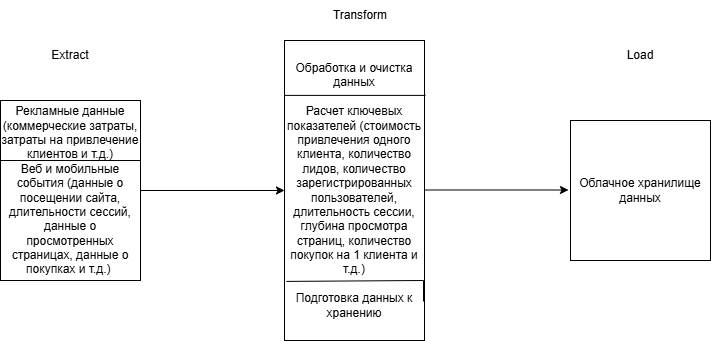 Transform
Extract
Load
Рекламные данные
(коммерческие затраты,
затраты на привлечение
клиентов и т.д.)
Веб и мобильные
события (данные о
посещении сайта,
длительности сессий,
данные о
просмотренных
страницах, данные о
покупках и т.д.)
Обработка и очистка
данных
Расчет ключевых
показателей (стоимость
привлечения одного
клиента, количество
лидов, количество
зарегистрированных
пользователей,
длительность сессии,
глубина просмотра
страниц, количество
покупок на 1 клиента и
т.д.)
Подготовка данных к
хранению
Облачное хранилище
данных